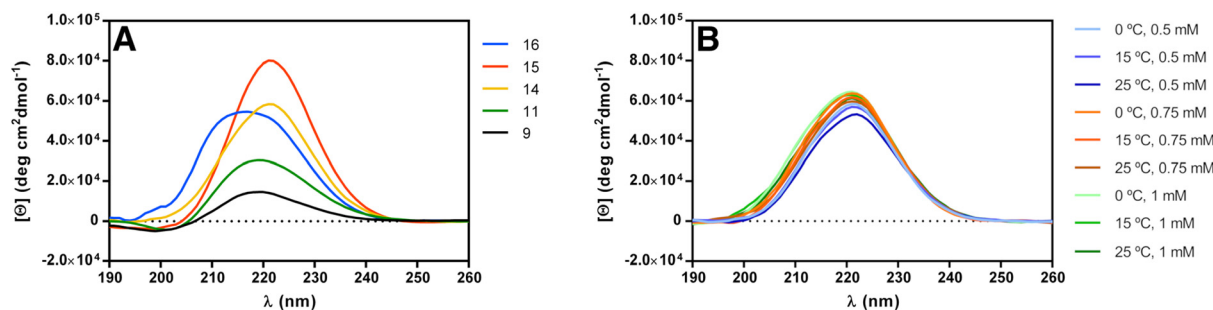 A
[Θ] (deg cm²dmol⁻¹)
1.0×10⁵
8.0×10⁴
6.0×10⁴
4.0×10⁴
2.0×10⁴
0
-2.0×10⁴
190 200 210 220 230 240 250 260
λ (nm)
16
15
14
11
9
B
[Θ] (deg cm²dmol⁻¹)
1.0×10⁵
8.0×10⁴
6.0×10⁴
4.0×10⁴
2.0×10⁴
0
-2.0×10⁴
190 200 210 220 230 240 250 260
λ (nm)
0 ºC, 0.5 mM
15 ºC, 0.5 mM
25 ºC, 0.5 mM
0 ºC, 0.75 mM
15 ºC, 0.75 mM
25 ºC, 0.75 mM
0 ºC, 1 mM
15 ºC, 1 mM
25 ºC, 1 mM